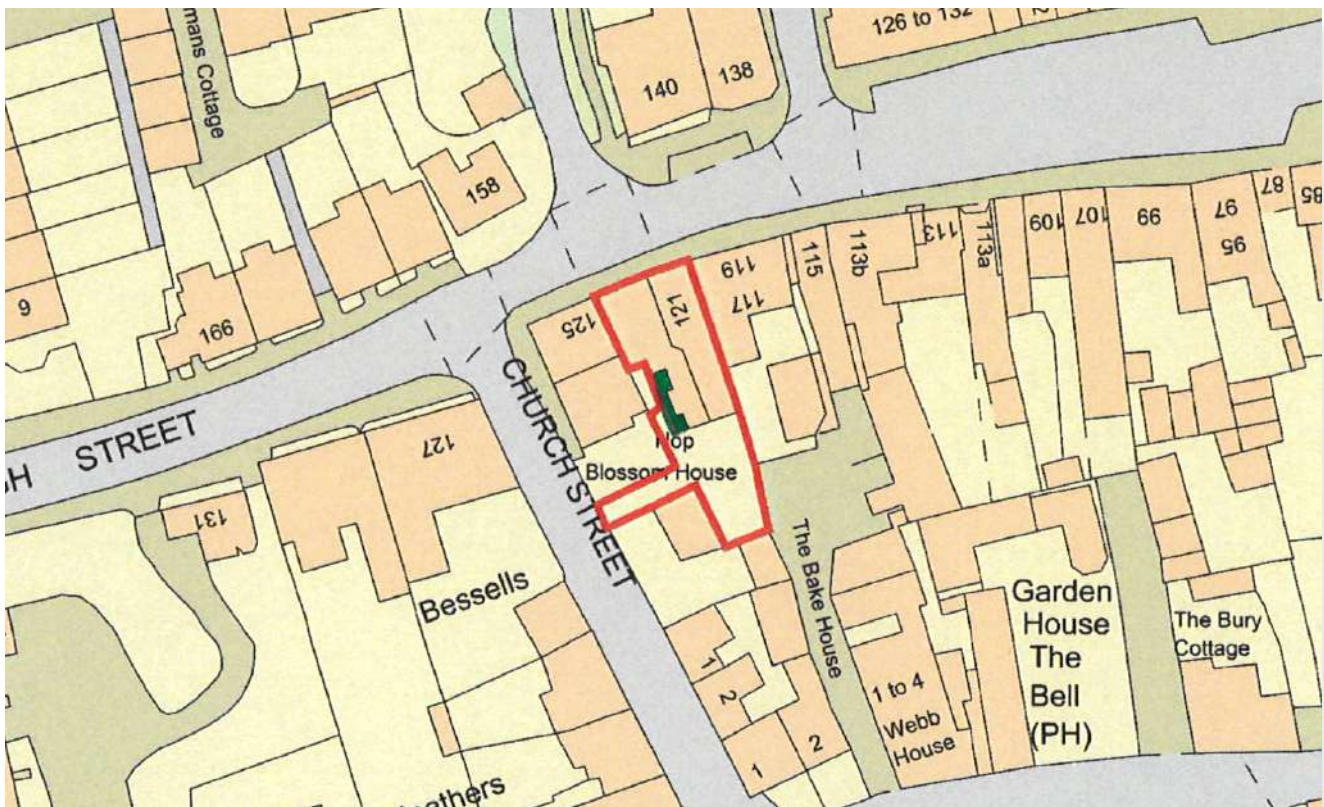 mans Cottage
126 to 132
140
138
158
9
166
125
121
119
117
115
113b
113
113a
109
107
99
97
95
87
85
STREET
CHURCH STREET
127
131
Hop
Blossom House
Bessells
The Bake House
Garden
House
The
Bell
(PH)
The Bury
Cottage
1
2
1
2
1 to 4
Webb
House